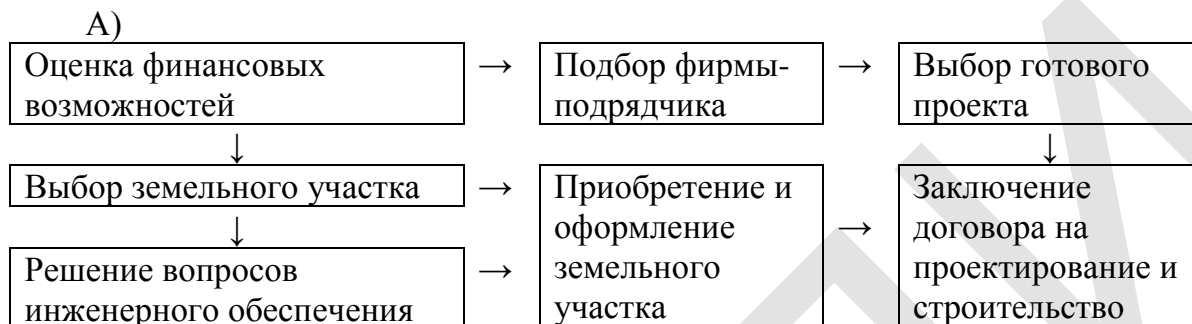 А)
Оценка финансовых
возможностей
→
Подбор фирмы-
подрядчика
→
Выбор готового
проекта
↓
↓
Выбор земельного участка
→
Приобретение и
оформление
земельного
участка
→
Заключение
договора на
проектирование и
строительство
↓
Решение вопросов
инженерного обеспечения
→